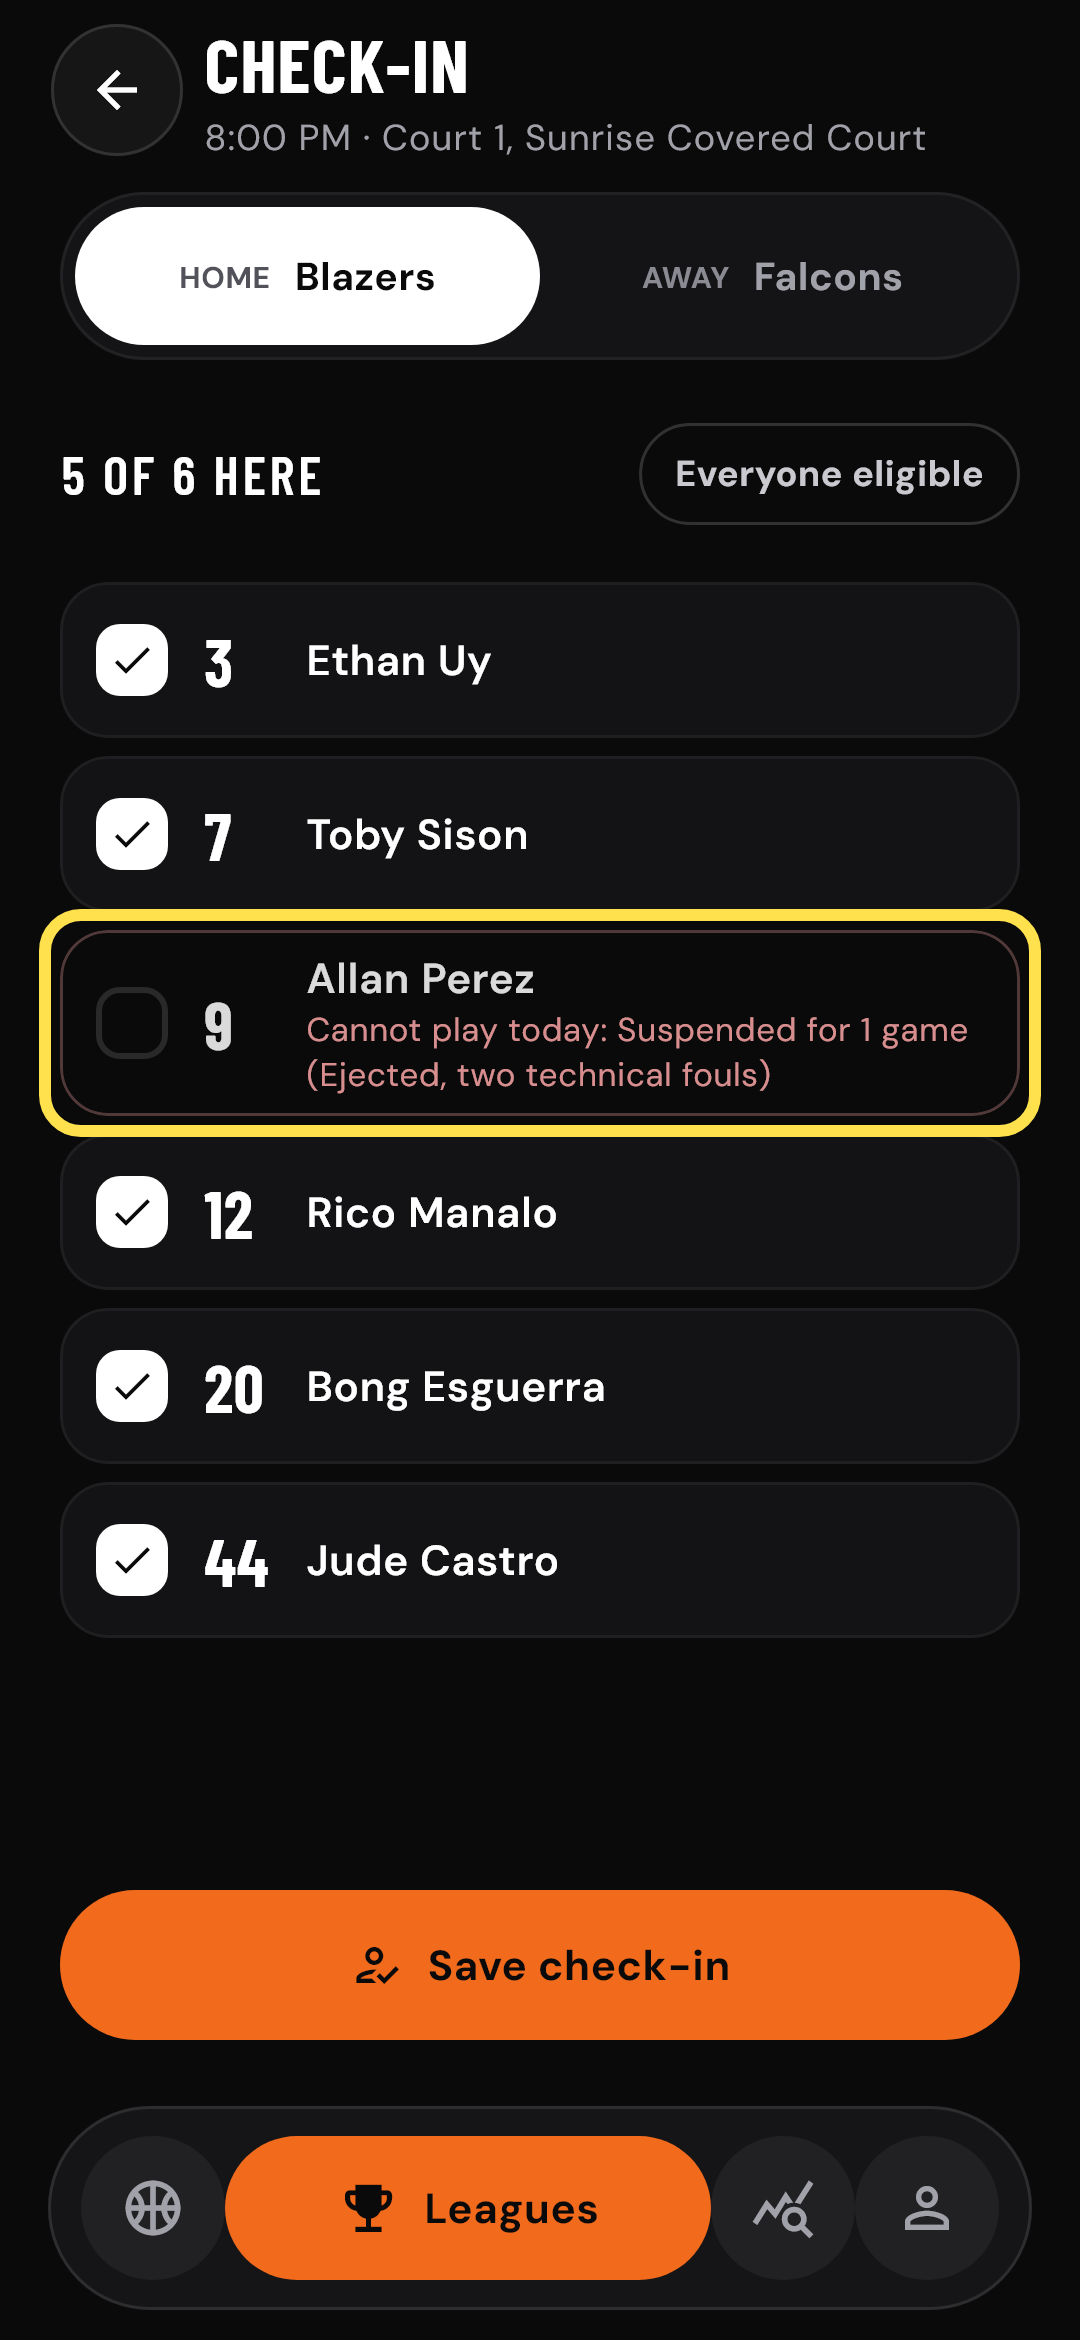 CHECK-IN
8:00 PM · Court 1, Sunrise Covered Court
HOME Blazers
AWAY Falcons
5 OF 6 HERE
Everyone eligible
3 Ethan Uy
7 Toby Sison
9 Allan Perez
Cannot play today: Suspended for 1 game
(Ejected, two technical fouls)
12 Rico Manalo
20 Bong Esguerra
44 Jude Castro
Save check-in
Leagues